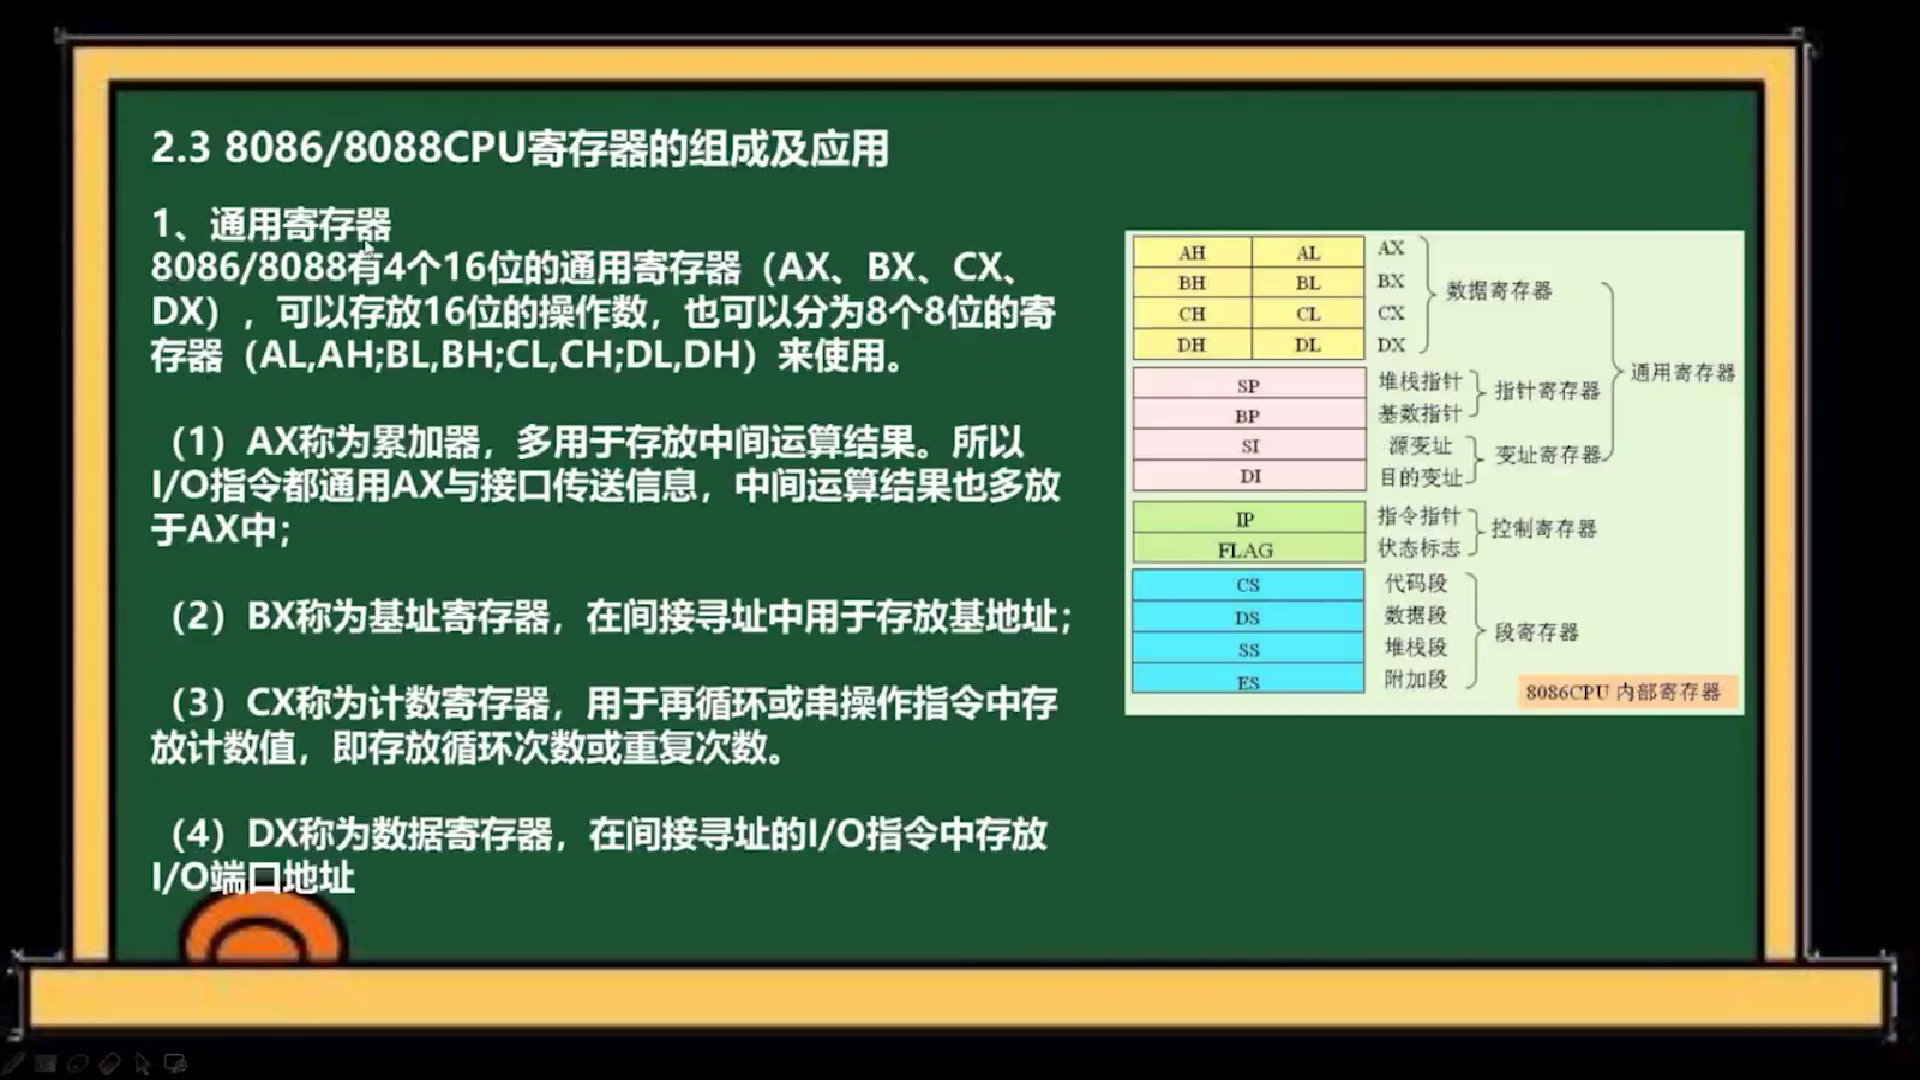 2.3 8086/8088CPU寄存器的组成及应用
1、通用寄存器
8086/8088有4个16位的通用寄存器（AX、BX、CX、
DX），可以存放16位的操作数，也可以分为8个8位的寄
存器（AL,AH;BL,BH;CL,CH;DL,DH）来使用。
（1）AX称为累加器，多用于存放中间运算结果。所以
I/O指令都通用AX与接口传送信息，中间运算结果也多放
于AX中；
（2）BX称为基址寄存器，在间接寻址中用于存放基地址；
（3）CX称为计数寄存器，用于再循环或串操作指令中存
放计数值，即存放循环次数或重复次数。
（4）DX称为数据寄存器，在间接寻址的I/O指令中存放
I/O端口地址
AH AL AX
BH BL BX
CH CL CX
DH DL DX
数据寄存器
SP 堆栈指针
BP 基数指针
指针寄存器
SI 源变址
DI 目的变址
变址寄存器
通用寄存器
IP 指令指针
FLAG 状态标志
控制寄存器
CS 代码段
DS 数据段
SS 堆栈段
ES 附加段
段寄存器
8086CPU 内部寄存器